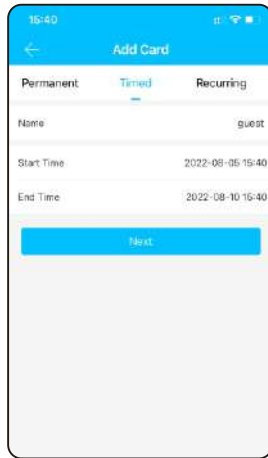 15:40
Add Card
Permanent Timed Recurring
Name guest
Start Time 2022-08-05 15:40
End Time 2022-08-10 15:40
Next